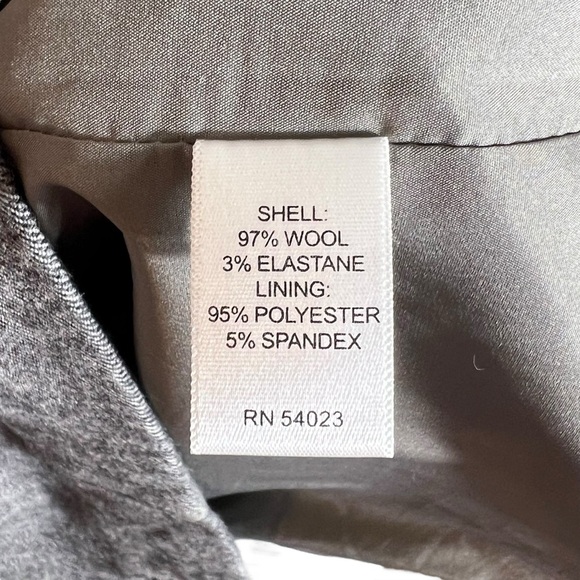 SHELL:
97% WOOL
3% ELASTANE
LINING:
95% POLYESTER
5% SPANDEX
RN 54023